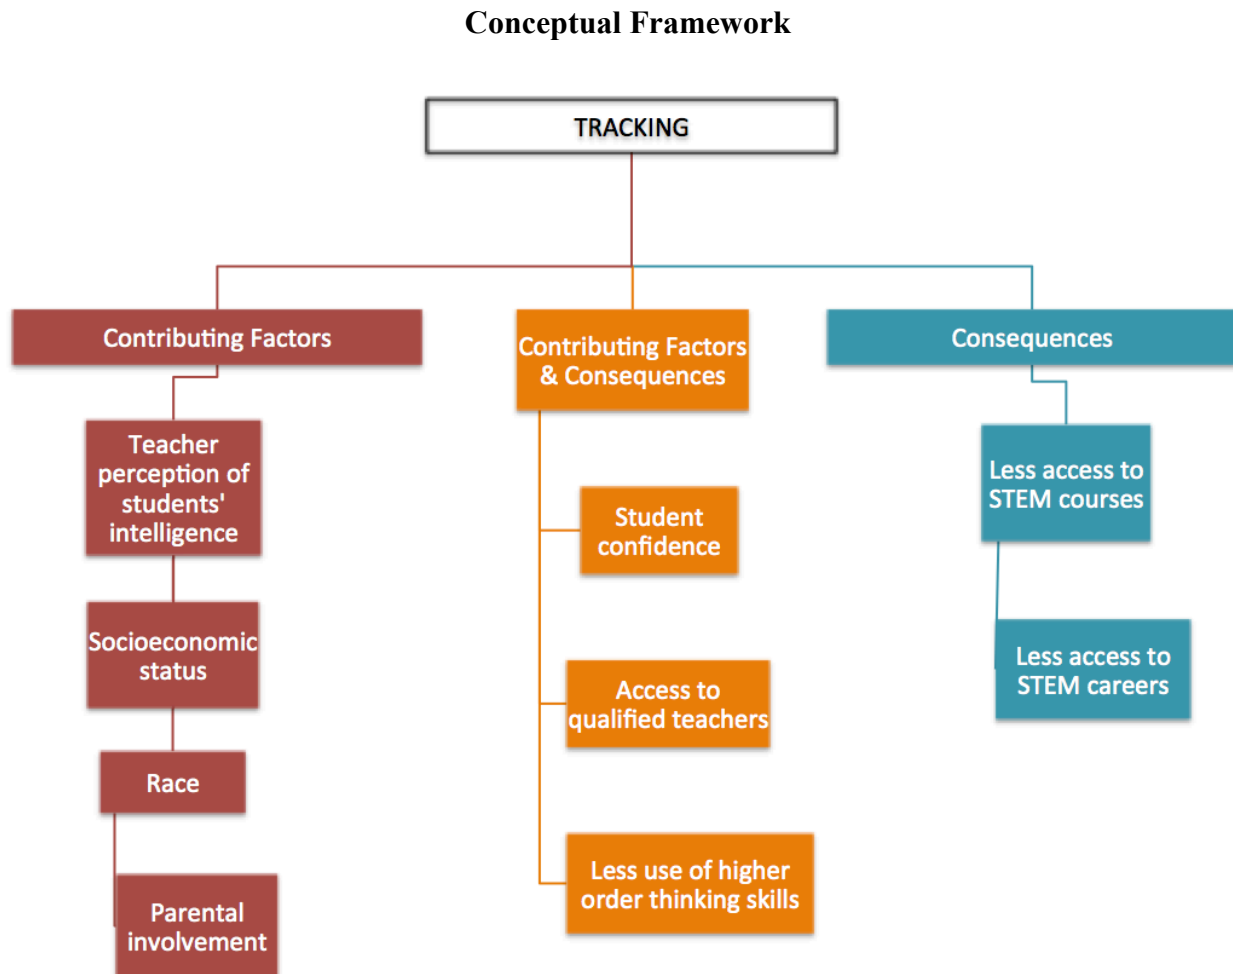 Conceptual Framework
TRACKING
Contributing Factors
Teacher
perception of
students'
intelligence
Socioeconomic
status
Race
Parental
involvement
Contributing Factors
& Consequences
Student
confidence
Access to
qualified teachers
Less use of higher
order thinking skills
Consequences
Less access to
STEM courses
Less access to
STEM careers